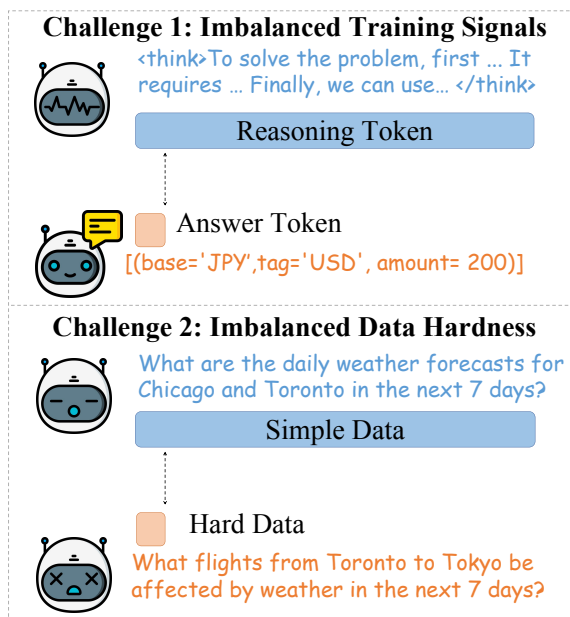 Challenge 1: Imbalanced Training Signals
<think>To solve the problem, first ... It
requires ... Finally, we can use... </think>
Reasoning Token
Answer Token
[(base='JPY',tag='USD', amount= 200)]
Challenge 2: Imbalanced Data Hardness
What are the daily weather forecasts for
Chicago and Toronto in the next 7 days?
Simple Data
Hard Data
What flights from Toronto to Tokyo be
affected by weather in the next 7 days?